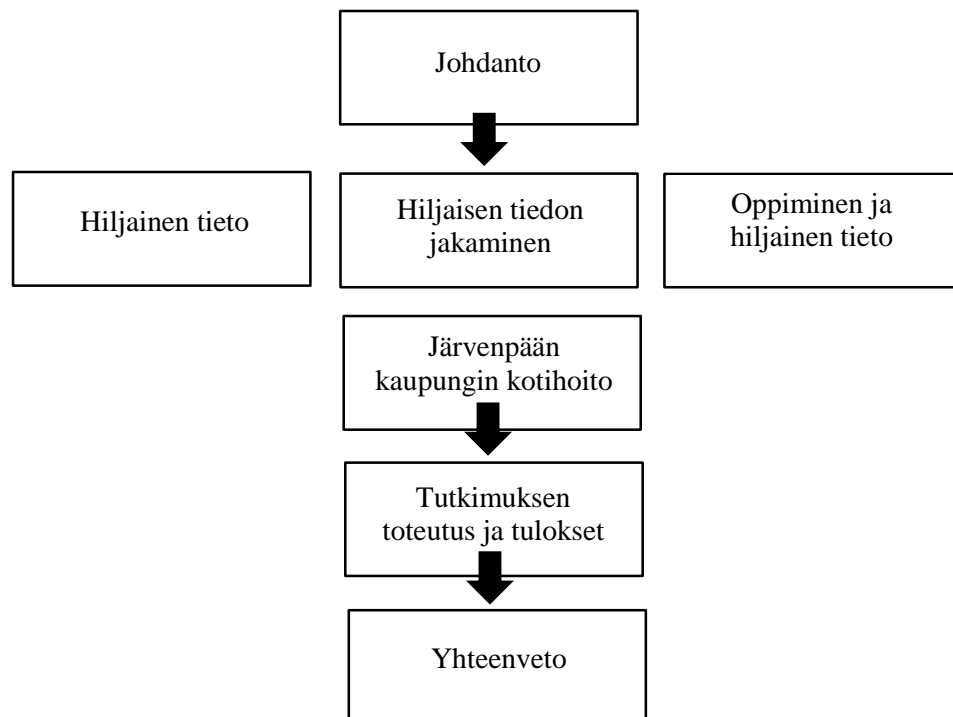 Johdanto
Hiljainen tieto
Hiljaisen tiedon
jakaminen
Oppiminen ja
hiljainen tieto
Järvenpään
kaupungin kotihoito
Tutkimuksen
toteutus ja tulokset
Yhteenveto